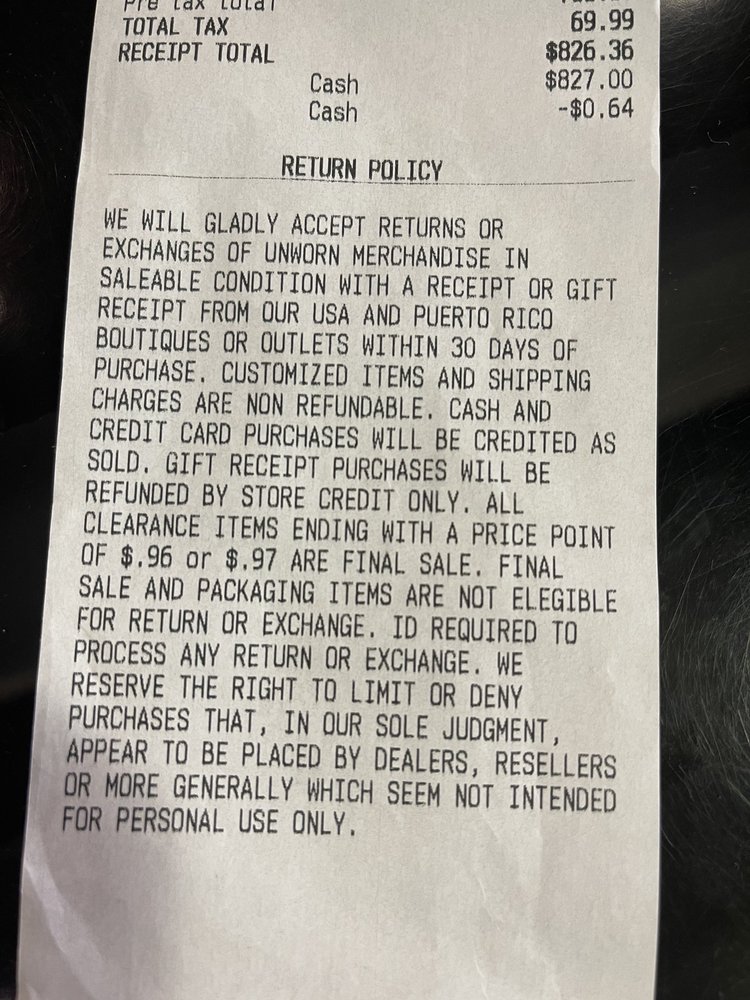 Pre tax total
TOTAL TAX 69.99
RECEIPT TOTAL $826.36
Cash $827.00
Cash -$0.64
RETURN POLICY
WE WILL GLADLY ACCEPT RETURNS OR
EXCHANGES OF UNWORN MERCHANDISE IN
SALEABLE CONDITION WITH A RECEIPT OR GIFT
RECEIPT FROM OUR USA AND PUERTO RICO
BOUTIQUES OR OUTLETS WITHIN 30 DAYS OF
PURCHASE. CUSTOMIZED ITEMS AND SHIPPING
CHARGES ARE NON REFUNDABLE. CASH AND
CREDIT CARD PURCHASES WILL BE CREDITED AS
SOLD. GIFT RECEIPT PURCHASES WILL BE
REFUNDED BY STORE CREDIT ONLY. ALL
CLEARANCE ITEMS ENDING WITH A PRICE POINT
OF $.96 or $.97 ARE FINAL SALE. FINAL
SALE AND PACKAGING ITEMS ARE NOT ELEGIBLE
FOR RETURN OR EXCHANGE. ID REQUIRED TO
PROCESS ANY RETURN OR EXCHANGE. WE
RESERVE THE RIGHT TO LIMIT OR DENY
PURCHASES THAT, IN OUR SOLE JUDGMENT,
APPEAR TO BE PLACED BY DEALERS, RESELLERS
OR MORE GENERALLY WHICH SEEM NOT INTENDED
FOR PERSONAL USE ONLY.